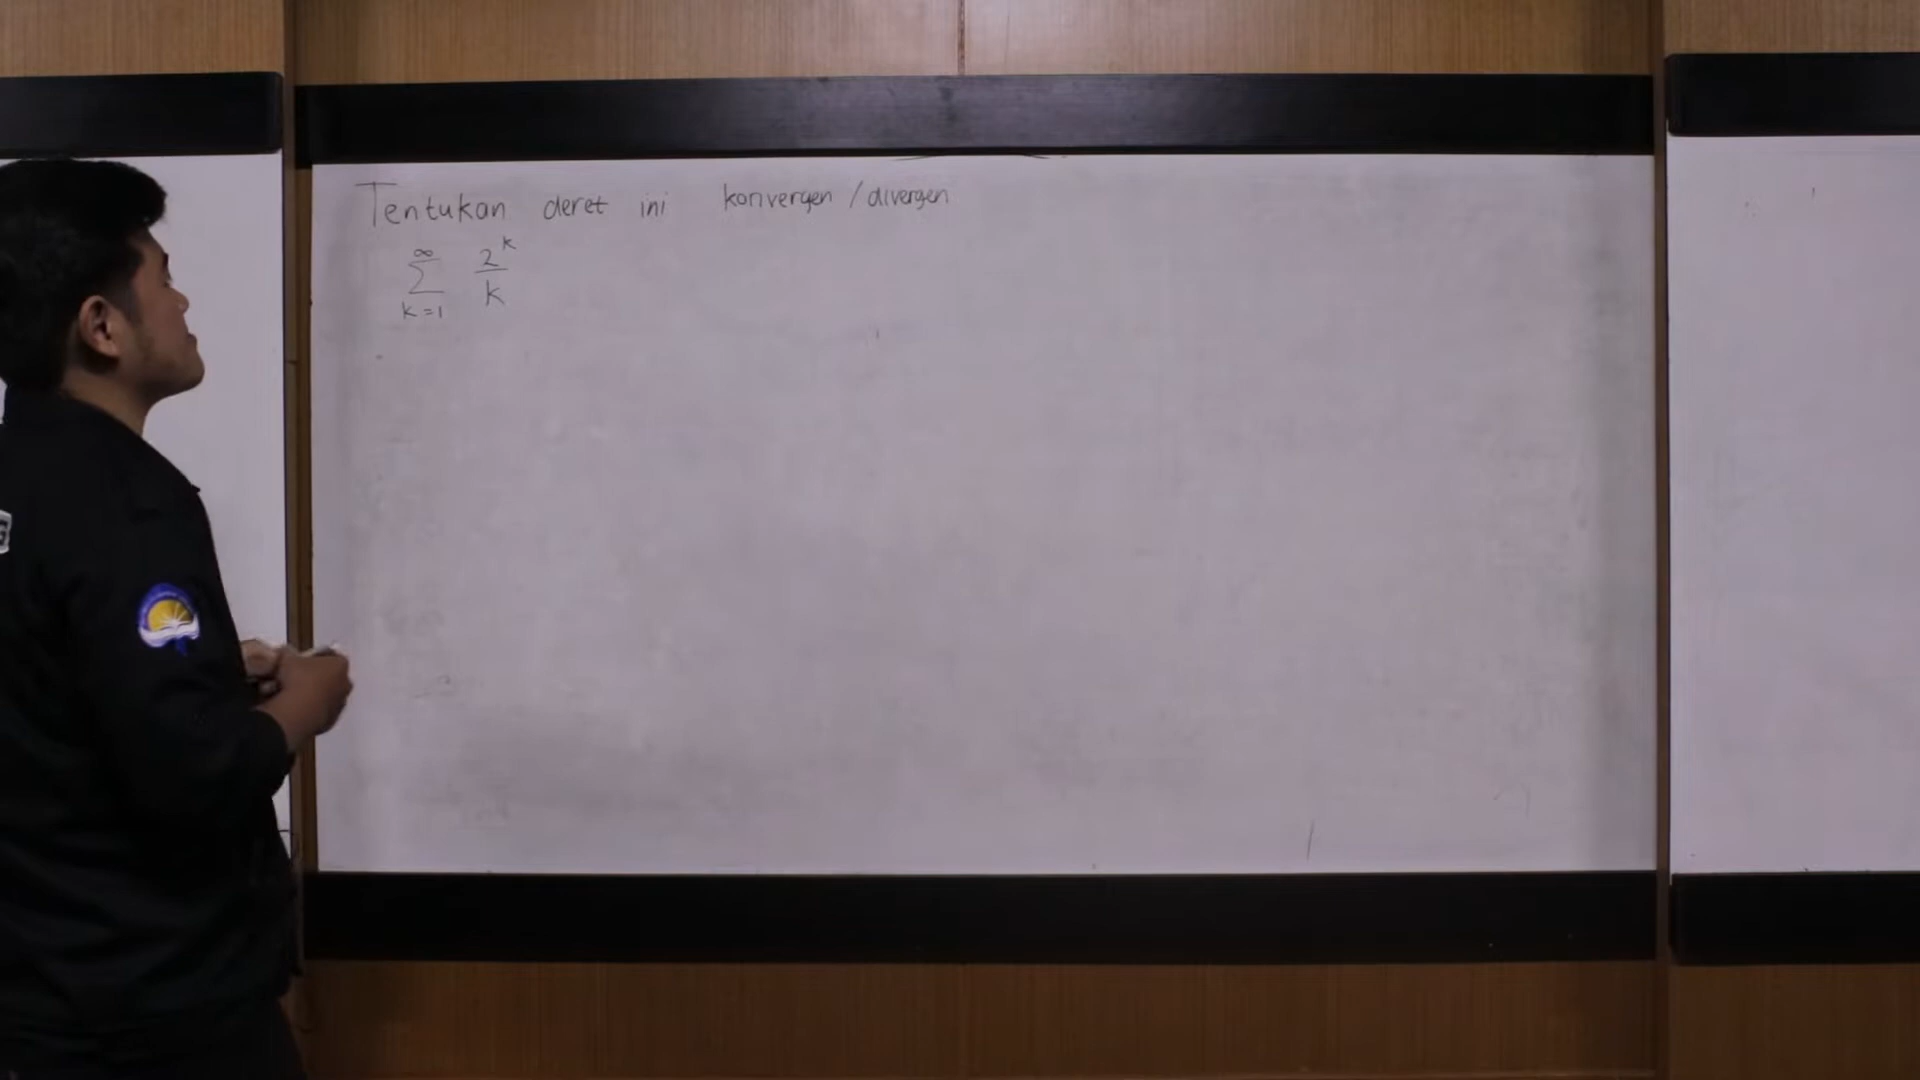 Tentukan deret ini konvergen / divergen
∞
∑ 2^k / k
k=1